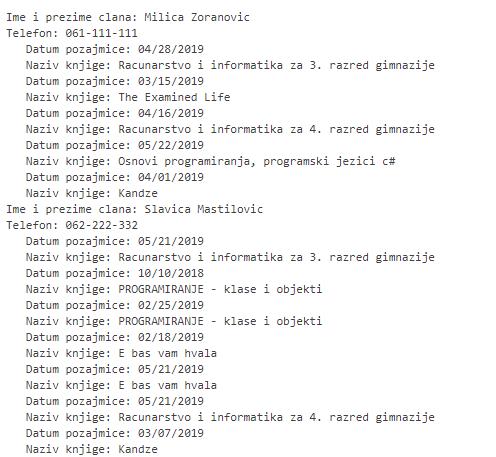 Ime i prezime clana: Milica Zoranovic
Telefon: 061-111-111
Datum pozajmice: 04/28/2019
Naziv knjige: Racunarstvo i informatika za 3. razred gimnazije
Datum pozajmice: 03/15/2019
Naziv knjige: The Examined Life
Datum pozajmice: 04/16/2019
Naziv knjige: Racunarstvo i informatika za 4. razred gimnazije
Datum pozajmice: 05/22/2019
Naziv knjige: Osnovi programiranja, programski jezici c#
Datum pozajmice: 04/01/2019
Naziv knjige: Kandze
Ime i prezime clana: Slavica Mastilovic
Telefon: 062-222-332
Datum pozajmice: 05/21/2019
Naziv knjige: Racunarstvo i informatika za 3. razred gimnazije
Datum pozajmice: 10/10/2018
Naziv knjige: PROGRAMIRANJE - klase i objekti
Datum pozajmice: 02/25/2019
Naziv knjige: PROGRAMIRANJE - klase i objekti
Datum pozajmice: 02/18/2019
Naziv knjige: E bas vam hvala
Datum pozajmice: 05/21/2019
Naziv knjige: E bas vam hvala
Datum pozajmice: 05/21/2019
Naziv knjige: Racunarstvo i informatika za 4. razred gimnazije
Datum pozajmice: 03/07/2019
Naziv knjige: Kandze